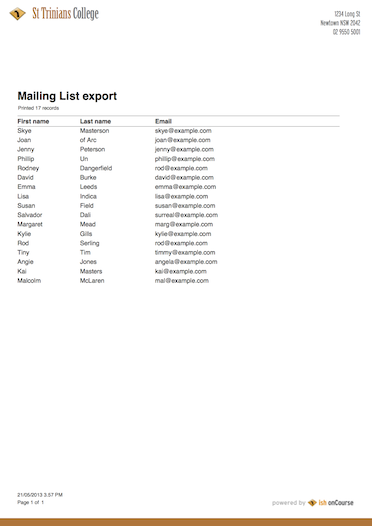 St Trinians College
1234 Long St
Newtown NSW 2042
02 9550 5001
Mailing List export
Printed 17 records
First name Last name Email
Skye Masterson skye@example.com
Joan of Arc joan@example.com
Jenny Peterson jenny@example.com
Phillip Un phillip@example.com
Rodney Dangerfield rod@example.com
David Burke david@example.com
Emma Leeds emma@example.com
Lisa Indica lisa@example.com
Susan Field susan@example.com
Salvador Dali surreal@example.com
Margaret Mead marg@example.com
Kylie Gills kylie@example.com
Rod Serling rod@example.com
Tiny Tim timmy@example.com
Angie Jones angela@example.com
Kai Masters kai@example.com
Malcolm McLaren mal@example.com
21/05/2013 3.57 PM
Page 1 of 1
powered by ish onCourse